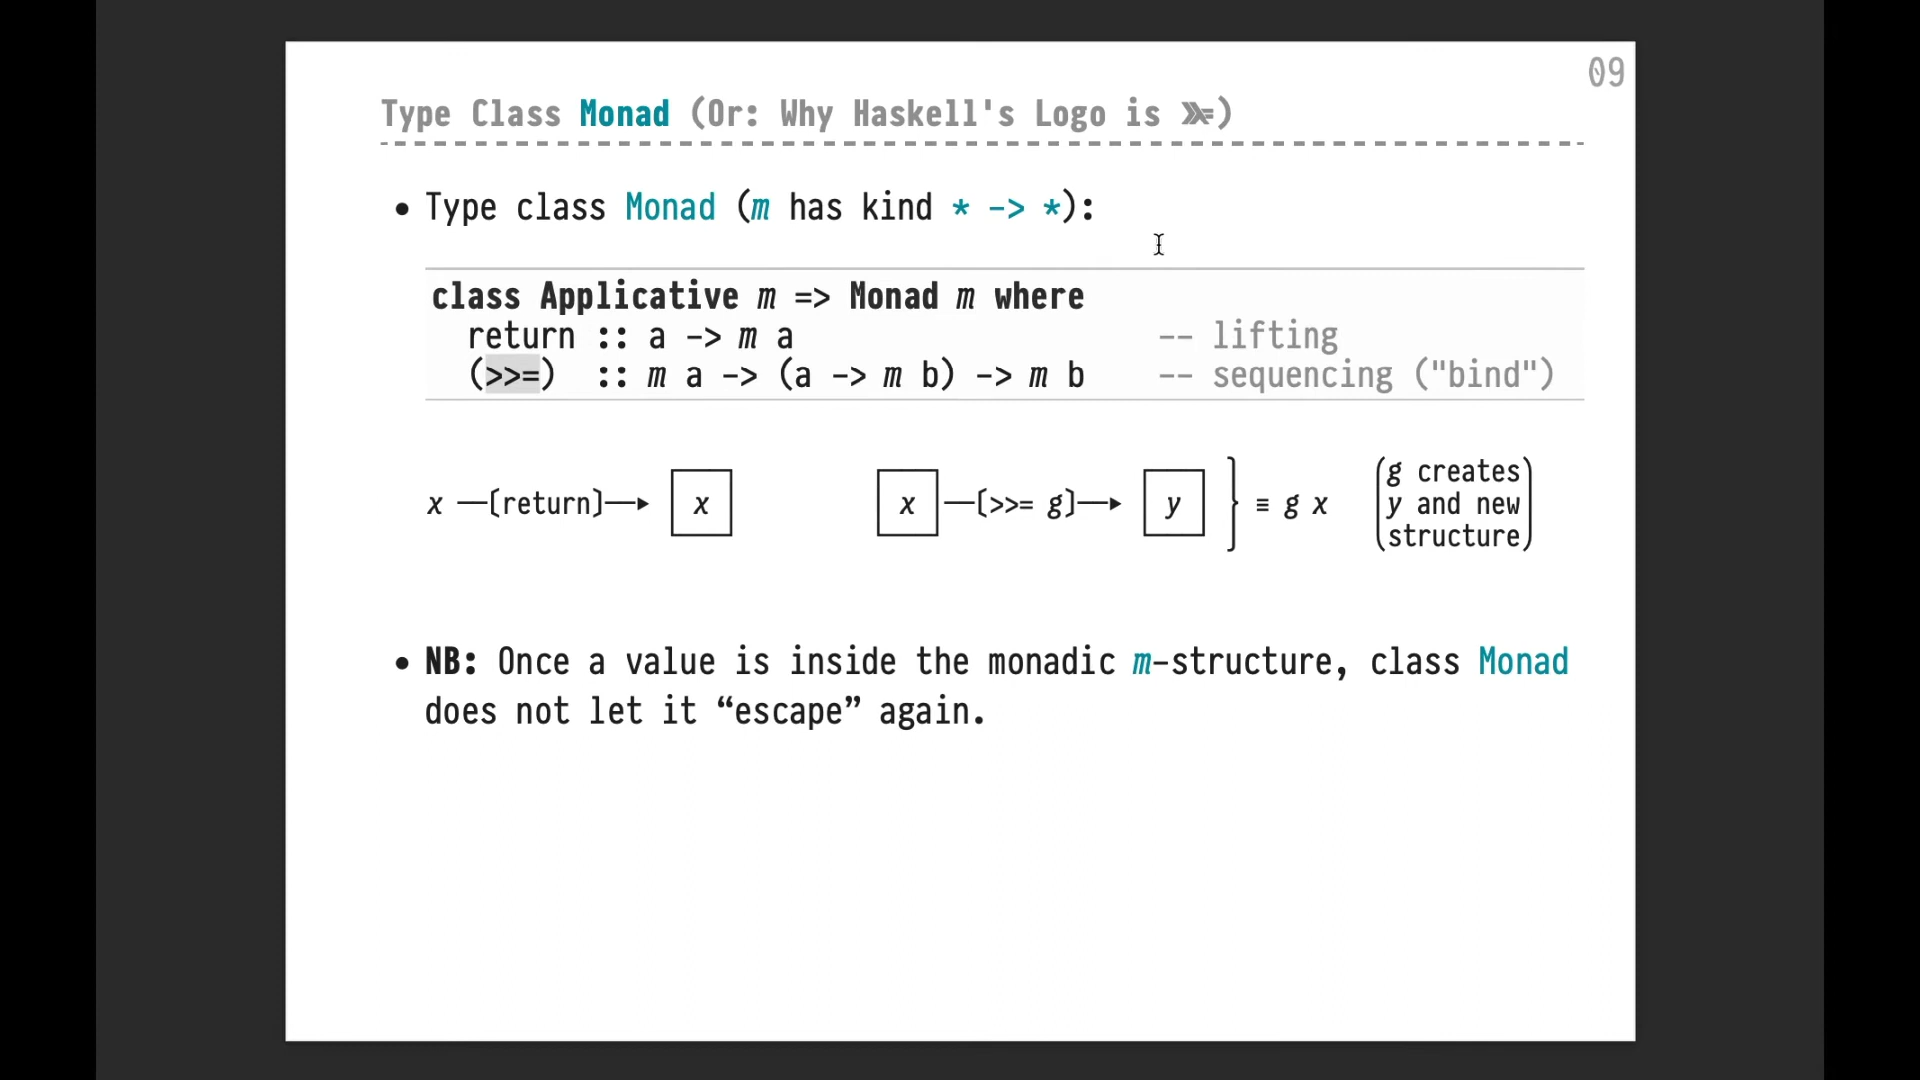 09
Type Class Monad (Or: Why Haskell's Logo is >>=)
• Type class Monad (m has kind * -> *):
class Applicative m => Monad m where
return :: a -> m a -- lifting
(>>=) :: m a -> (a -> m b) -> m b -- sequencing ("bind")
x —[return]—▸ x x —[>>= g]—▸ y } ≡ g x (g creates
y and new
structure)
• NB: Once a value is inside the monadic m-structure, class Monad
does not let it “escape” again.